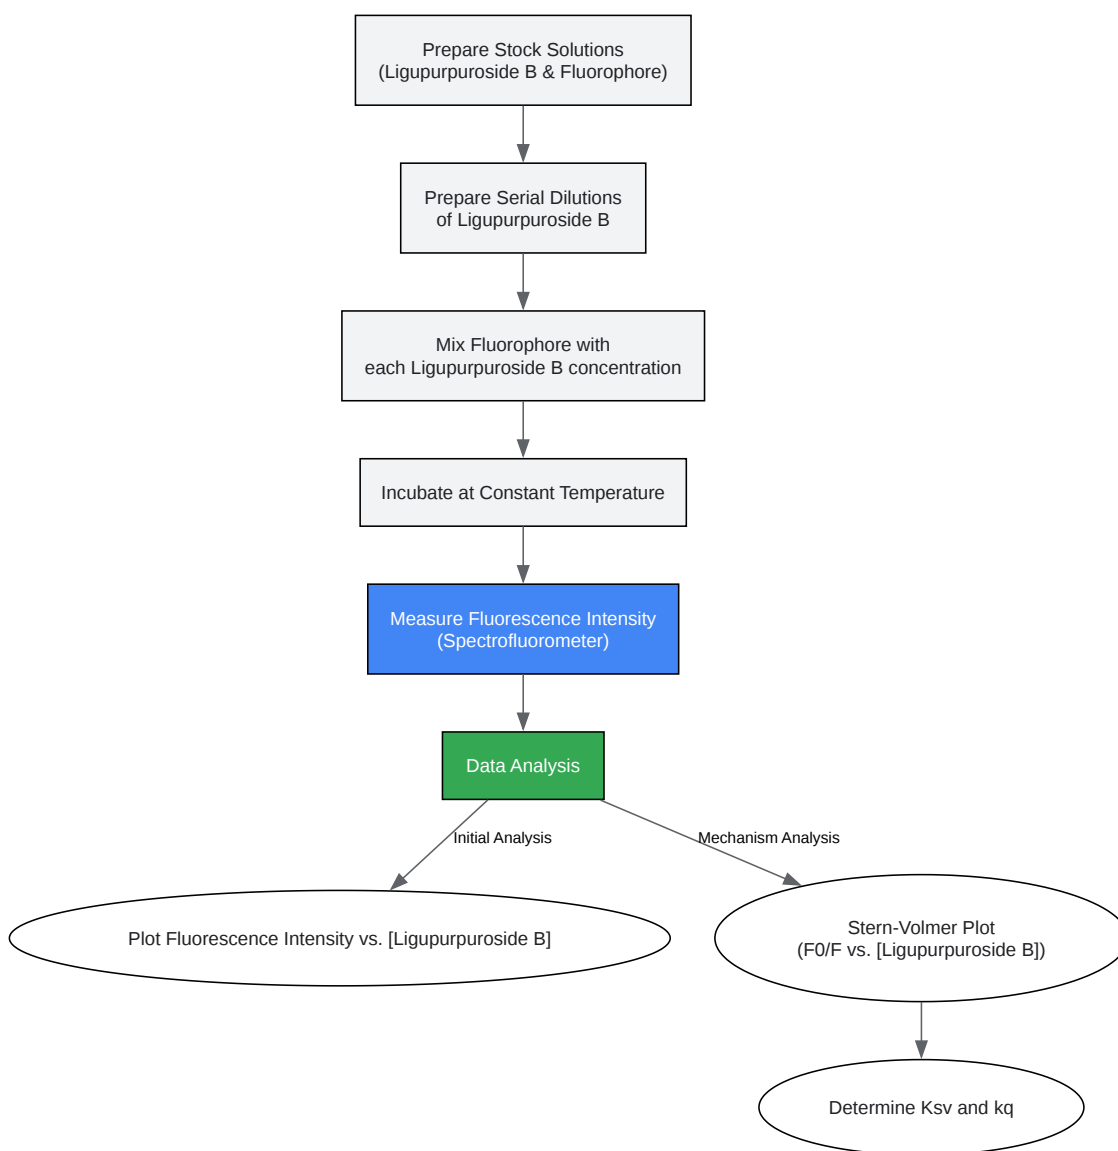 Prepare Stock Solutions
(Ligupurpuroside B & Fluorophore)
Prepare Serial Dilutions
of Ligupurpuroside B
Mix Fluorophore with
each Ligupurpuroside B concentration
Incubate at Constant Temperature
Measure Fluorescence Intensity
(Spectrofluorometer)
Data Analysis
Initial Analysis
Mechanism Analysis
Plot Fluorescence Intensity vs. [Ligupurpuroside B]
Stern-Volmer Plot
(F0/F vs. [Ligupurpuroside B])
Determine Ksv and kq